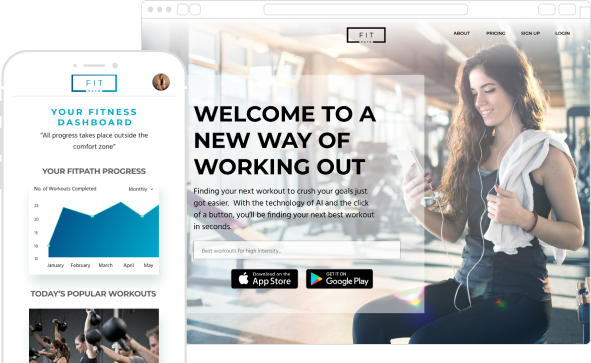 FIT
ABOUT
PRICING
SIGN UP
LOGIN
WELCOME TO A
NEW WAY OF
WORKING OUT
Finding your next workout to crush your goals just
got easier. With the technology of AI and the click
of a button, you'll be finding your next best workout
in seconds.
Best workouts for high intensity...
Download on the
App Store
GET IT ON
Google Play
FIT
YOUR FITNESS
DASHBOARD
"All progress takes place outside the
comfort zone"
YOUR FITPATH PROGRESS
No. of Workouts Completed
Monthly
25
20
15
10
January February March April May
TODAY'S POPULAR WORKOUTS